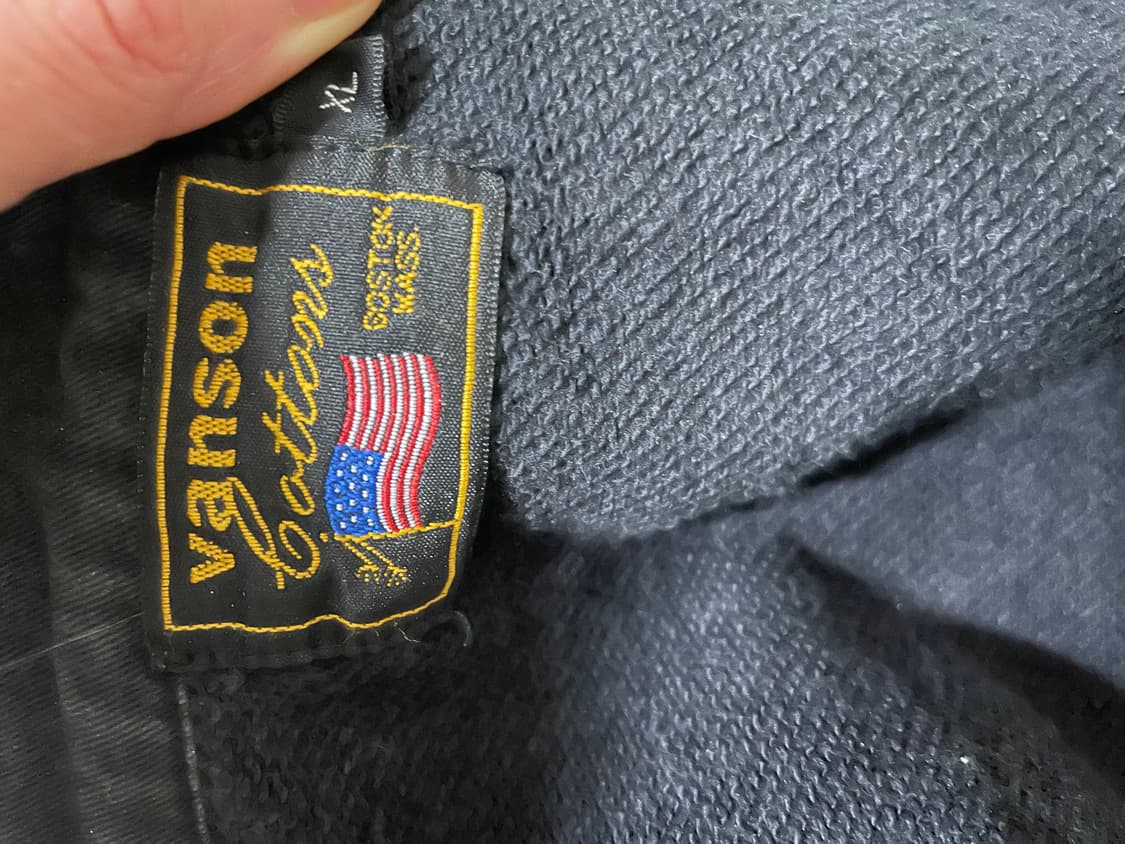 XL
vanson
Cottons
BOSTON
MASS.